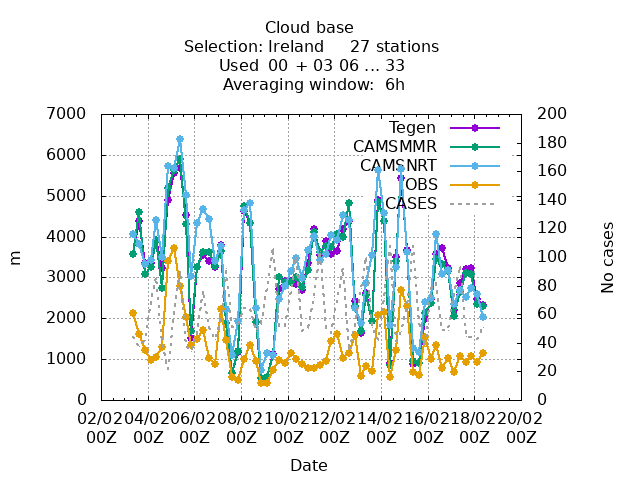 Cloud base
Selection: Ireland 27 stations
Used 00 + 03 06 ... 33
Averaging window: 6h
7000
6000
5000
4000
3000
2000
1000
0
m
200
180
160
140
120
100
80
60
40
20
0
No cases
Tegen
CAMSMMR
CAMSNRT
OBS
CASES
02/02 04/02 06/02 08/02 10/02 12/02 14/02 16/02 18/02 20/02
00Z 00Z 00Z 00Z 00Z 00Z 00Z 00Z 00Z 00Z
Date